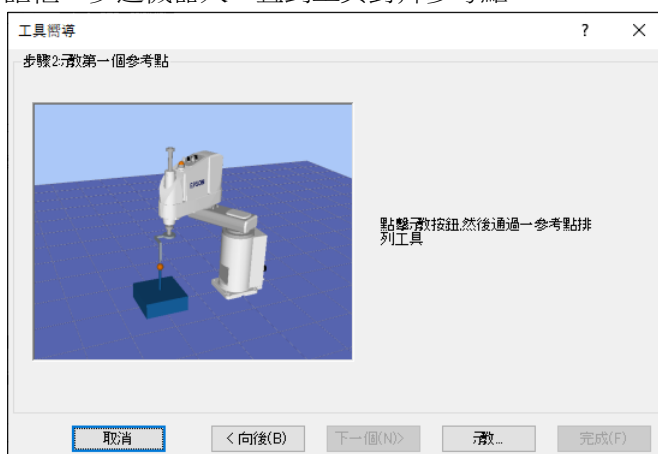 工具嚮導
步驟2:示教第一個參考點
EPSON
點擊示教按鈕,然後通過一參考點排
列工具
取消
< 向後(B)
下一個(N)>
示教...
完成(F)